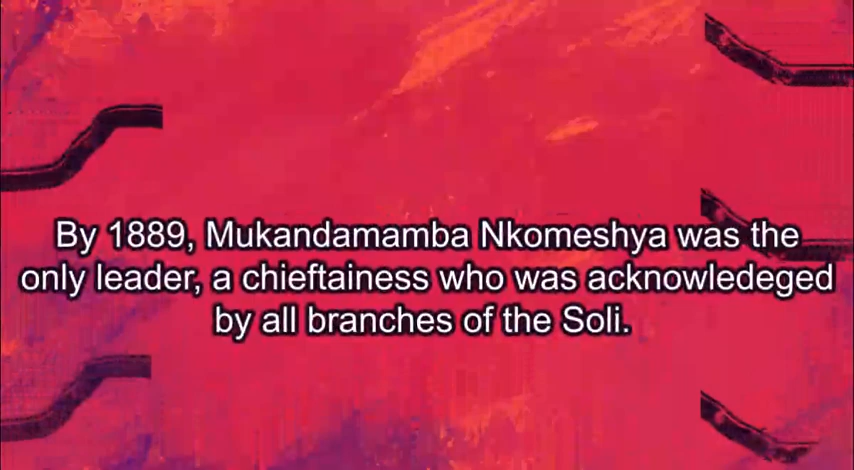 By 1889, Mukandamamba Nkomeshya was the
only leader, a chieftainess who was acknowledeged
by all branches of the Soli.